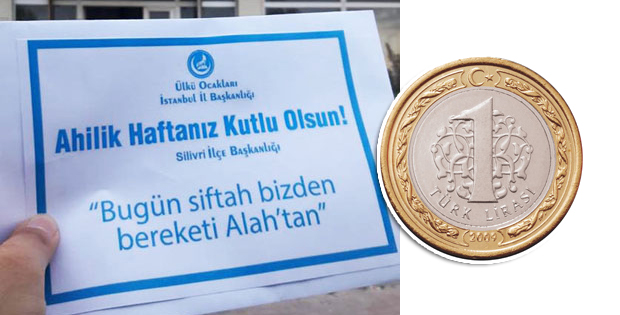 Ülkü Ocakları
İstanbul İl Başkanlığı
Ahilik Haftanız Kutlu Olsun!
Silivri İlçe Başkanlığı
“Bugün siftah bizden
bereketi Alah’tan”
1
TÜRK LİRASI
2009